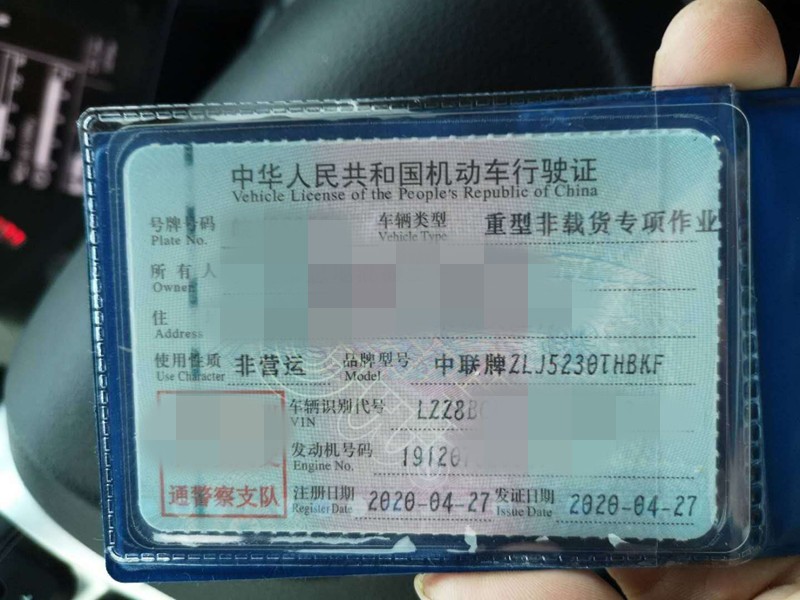 中华人民共和国机动车行驶证
Vehicle License of the People's Republic of China
号牌号码 车辆类型 重型非载货专项作业
Plate No. Vehicle Type
所有人
Owner
住
Address
使用性质 非营运 品牌型号 中联牌ZLJ5230THBKF
Use Character Model
车辆识别代号 LZZ8B
VIN
发动机号码 191207
Engine No.
通警察支队
注册日期 2020-04-27 发证日期 2020-04-27
Register Date Issue Date